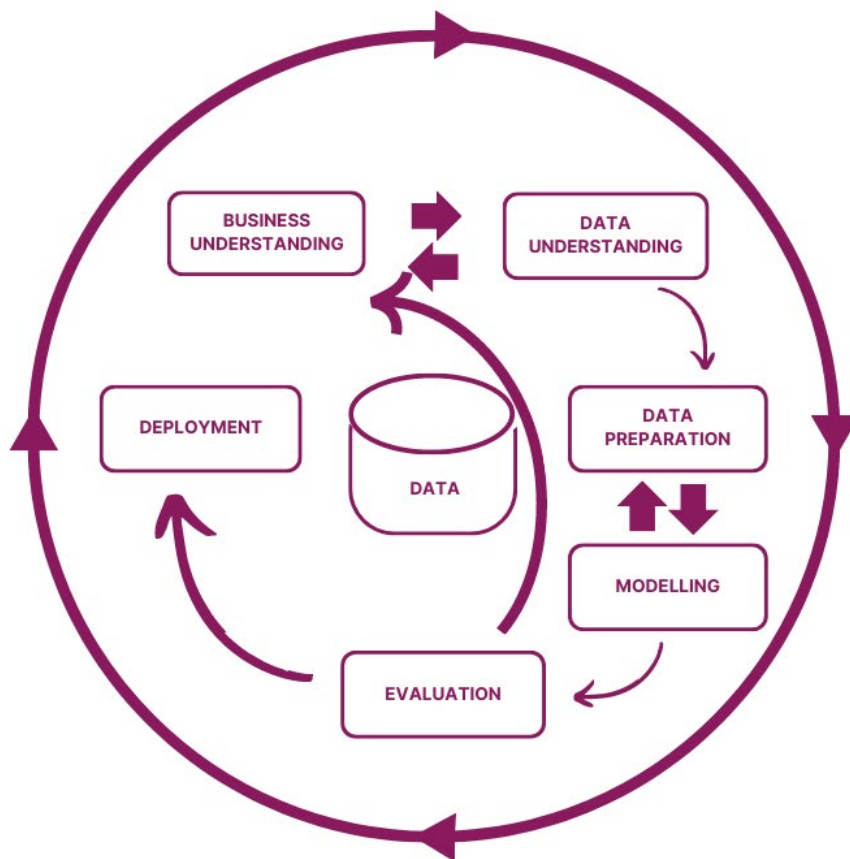 BUSINESS
UNDERSTANDING
DATA
UNDERSTANDING
DEPLOYMENT
DATA
PREPARATION
DATA
MODELLING
EVALUATION